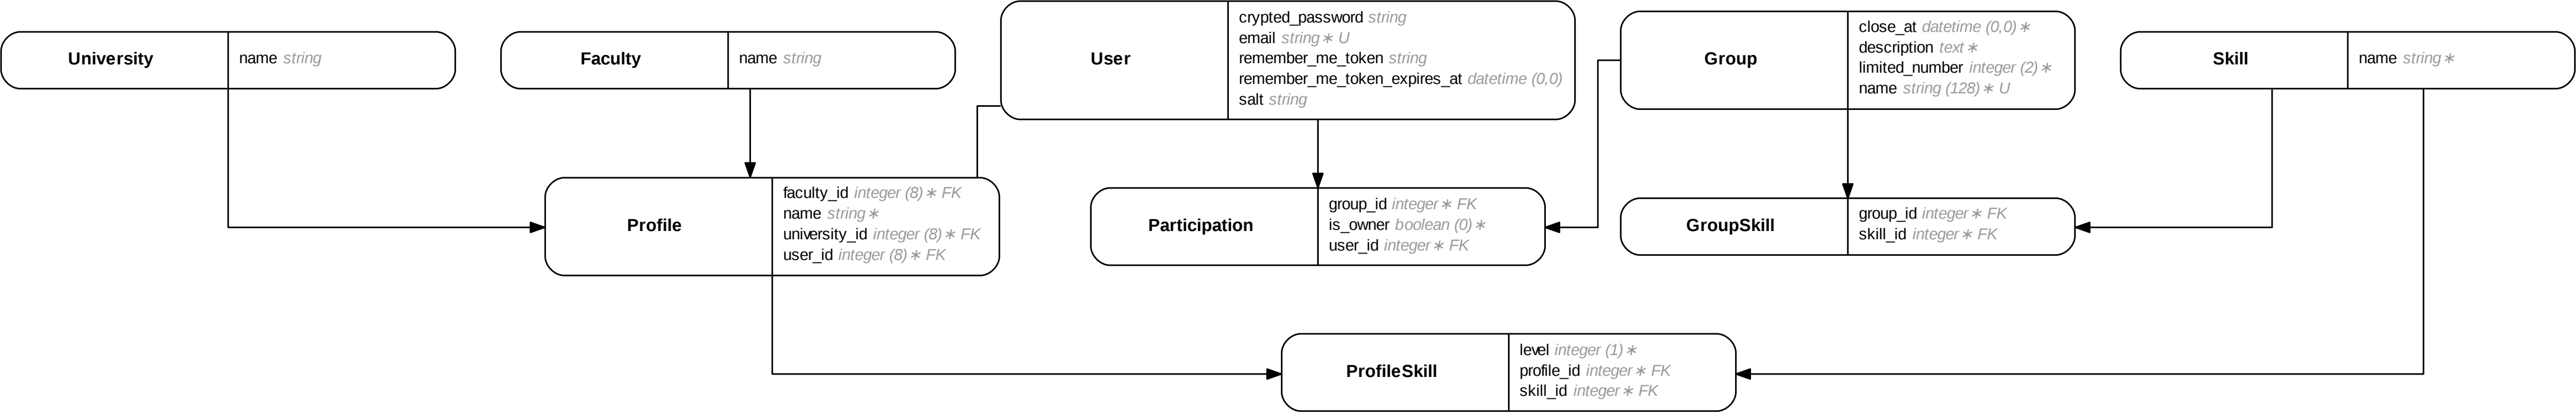 University
name string
Faculty
name string
User
crypted_password string
email string∗ U
remember_me_token string
remember_me_token_expires_at datetime (0,0)
salt string
Group
close_at datetime (0,0)∗
description text∗
limited_number integer (2)∗
name string (128)∗ U
Skill
name string∗
Profile
faculty_id integer (8)∗ FK
name string∗
university_id integer (8)∗ FK
user_id integer (8)∗ FK
Participation
group_id integer∗ FK
is_owner boolean (0)∗
user_id integer∗ FK
GroupSkill
group_id integer∗ FK
skill_id integer∗ FK
ProfileSkill
level integer (1)∗
profile_id integer∗ FK
skill_id integer∗ FK